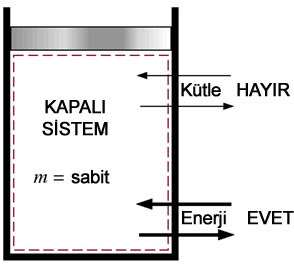 KAPALI
SİSTEM
m = sabit
Kütle HAYIR
Enerji EVET